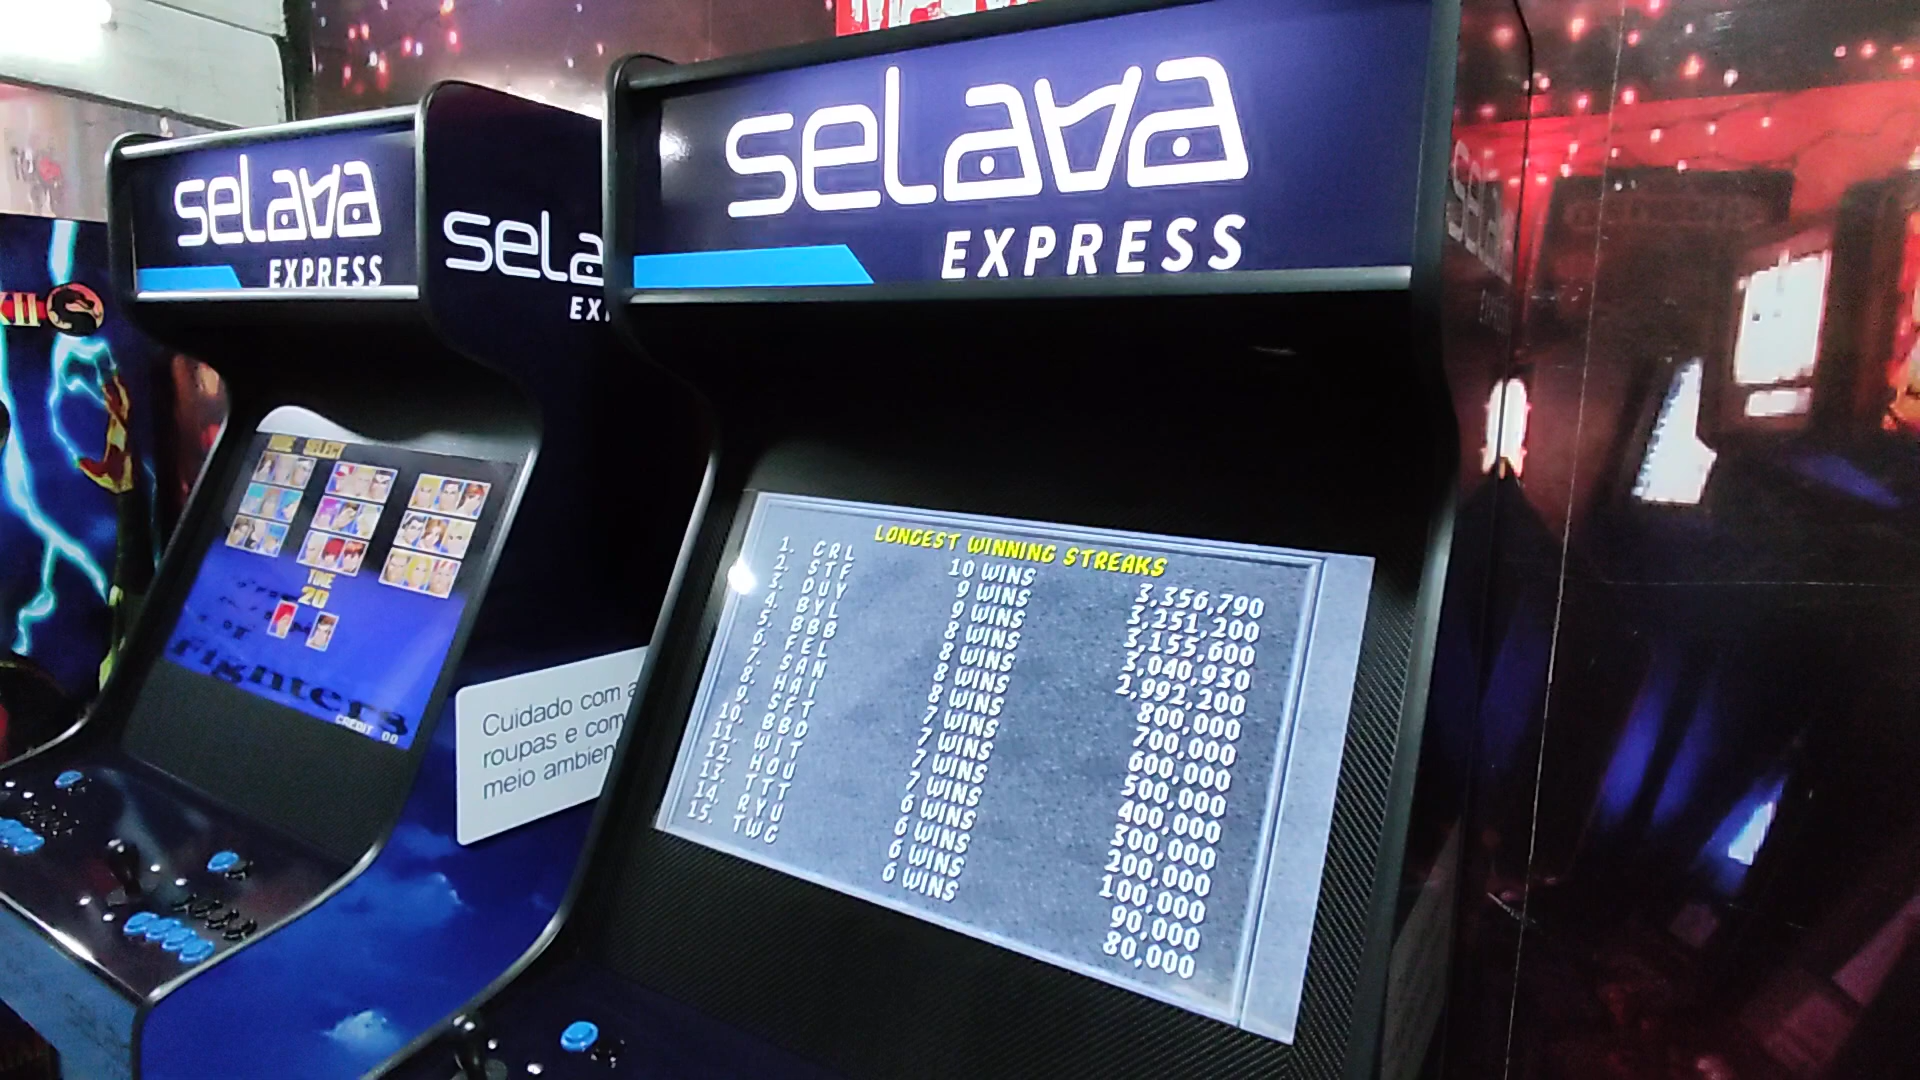 selava
EXPRESS
selava
EXPRESS
sela
EX
XII
TIME
20
OF
Fighters
CREDIT 00
Cuidado com a
roupas e com
meio ambien
LONGEST WINNING STREAKS
1. CRL 10 WINS 3,356,790
2. STF 9 WINS 3,251,200
3. DUY 9 WINS 3,155,600
4. BYL 8 WINS 3,040,930
5. BBB 8 WINS 2,992,200
6. FEL 8 WINS 800,000
7. SAN 8 WINS 700,000
8. HAI 7 WINS 600,000
9. SFT 7 WINS 500,000
10. BBD 7 WINS 400,000
11. WIT 7 WINS 300,000
12. HOU 6 WINS 200,000
13. TTT 6 WINS 100,000
14. RYU 6 WINS 90,000
15. TWG 6 WINS 80,000